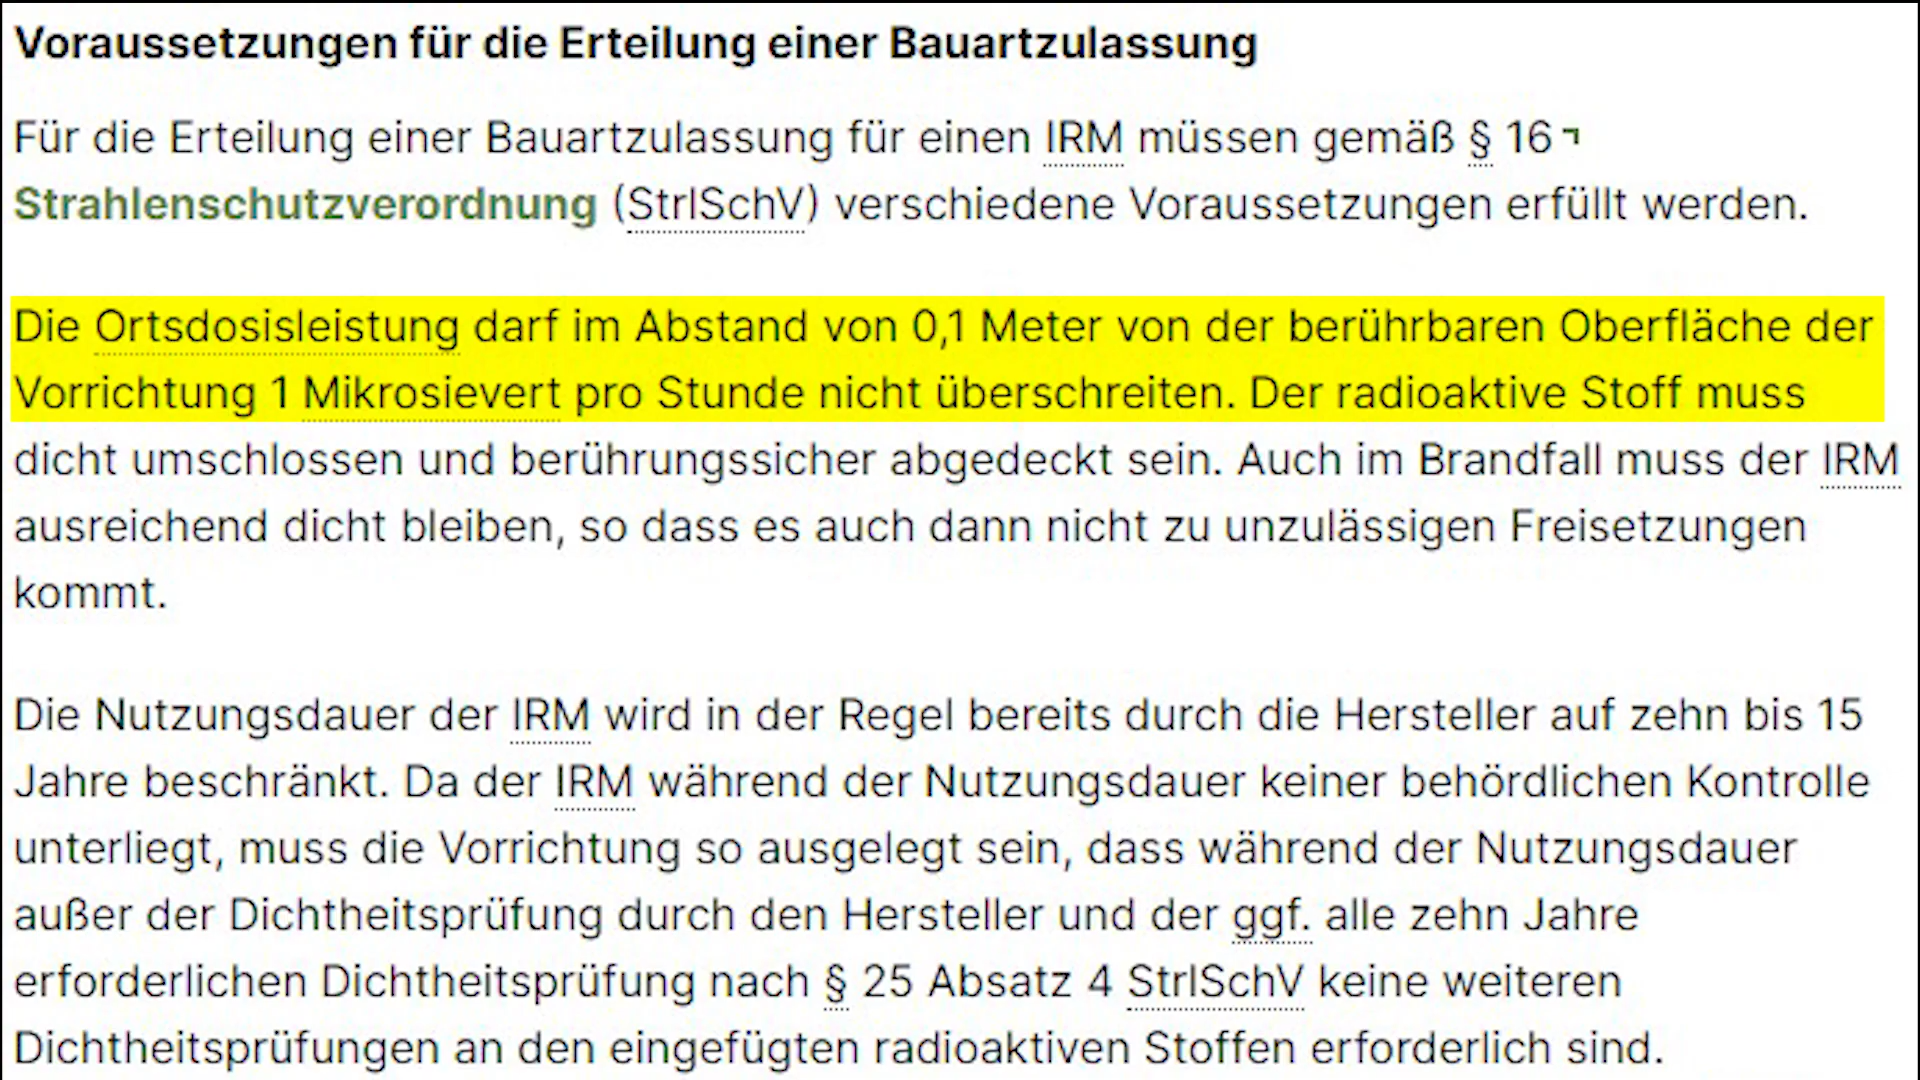 Voraussetzungen für die Erteilung einer Bauartzulassung
Für die Erteilung einer Bauartzulassung für einen IRM müssen gemäß § 16
Strahlenschutzverordnung (StrlSchV) verschiedene Voraussetzungen erfüllt werden.
Die Ortsdosisleistung darf im Abstand von 0,1 Meter von der berührbaren Oberfläche der
Vorrichtung 1 Mikrosievert pro Stunde nicht überschreiten. Der radioaktive Stoff muss
dicht umschlossen und berührungssicher abgedeckt sein. Auch im Brandfall muss der IRM
ausreichend dicht bleiben, so dass es auch dann nicht zu unzulässigen Freisetzungen
kommt.
Die Nutzungsdauer der IRM wird in der Regel bereits durch die Hersteller auf zehn bis 15
Jahre beschränkt. Da der IRM während der Nutzungsdauer keiner behördlichen Kontrolle
unterliegt, muss die Vorrichtung so ausgelegt sein, dass während der Nutzungsdauer
außer der Dichtheitsprüfung durch den Hersteller und der ggf. alle zehn Jahre
erforderlichen Dichtheitsprüfung nach § 25 Absatz 4 StrlSchV keine weiteren
Dichtheitsprüfungen an den eingefügten radioaktiven Stoffen erforderlich sind.